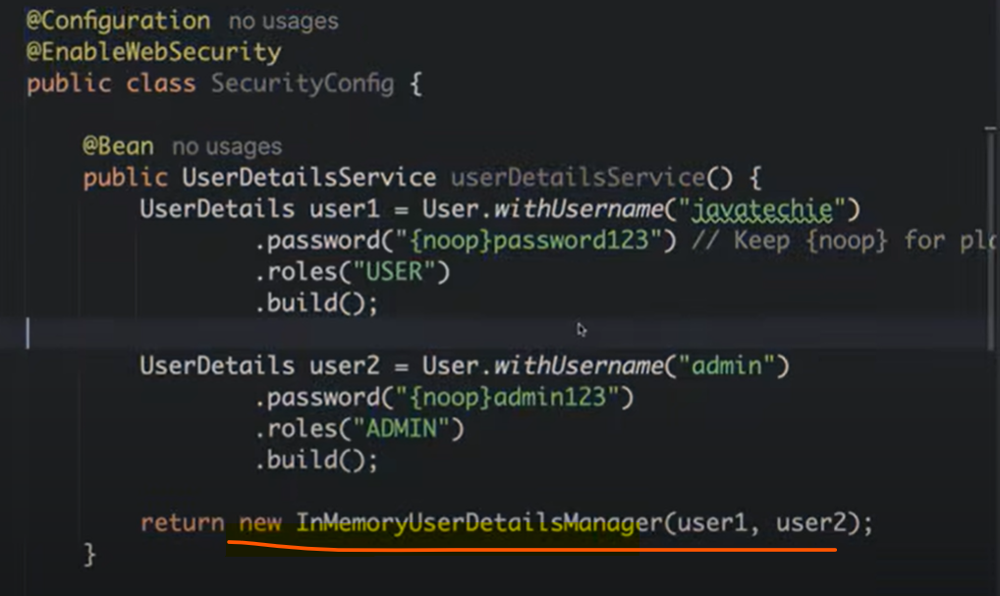 @Configuration no usages
@EnableWebSecurity
public class SecurityConfig {
@Bean no usages
public UserDetailsService userDetailsService() {
UserDetails user1 = User.withUsername("javatechie")
.password("{noop}password123") // Keep {noop} for
.roles("USER")
.build();
UserDetails user2 = User.withUsername("admin")
.password("{noop}admin123")
.roles("ADMIN")
.build();
return new InMemoryUserDetailsManager(user1, user2);
}